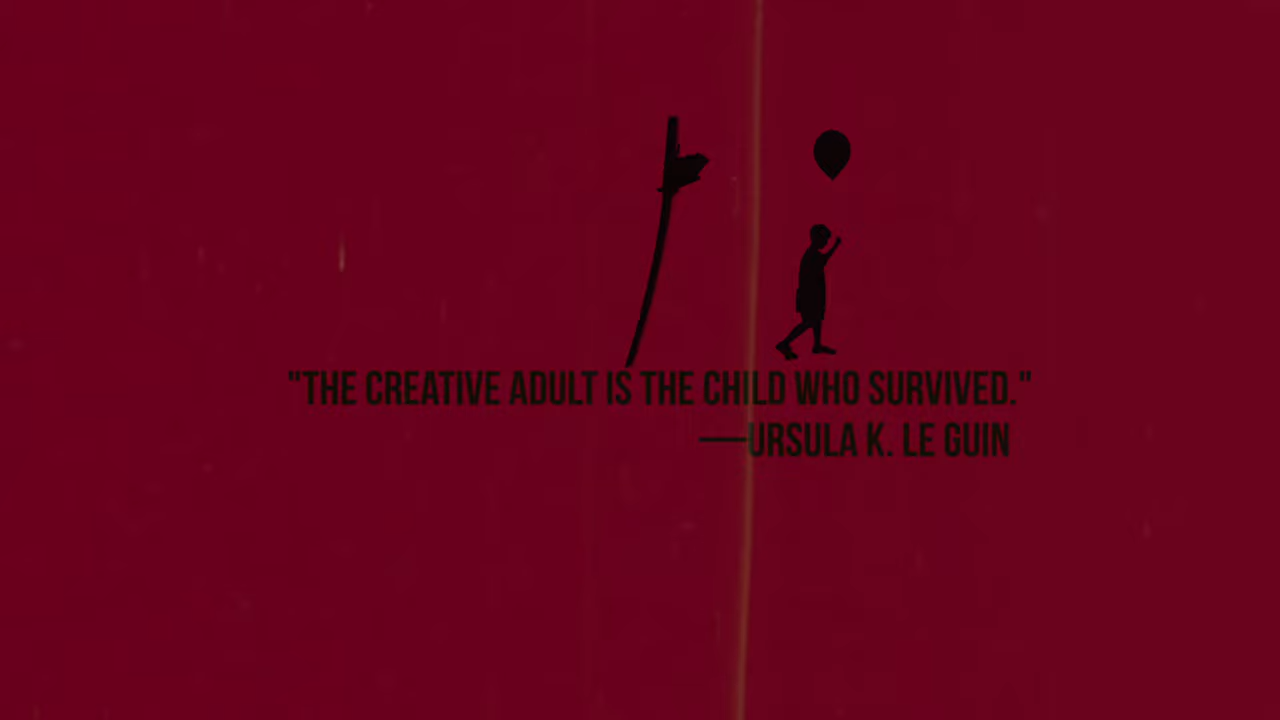 "THE CREATIVE ADULT IS THE CHILD WHO SURVIVED."
—URSULA K. LE GUIN